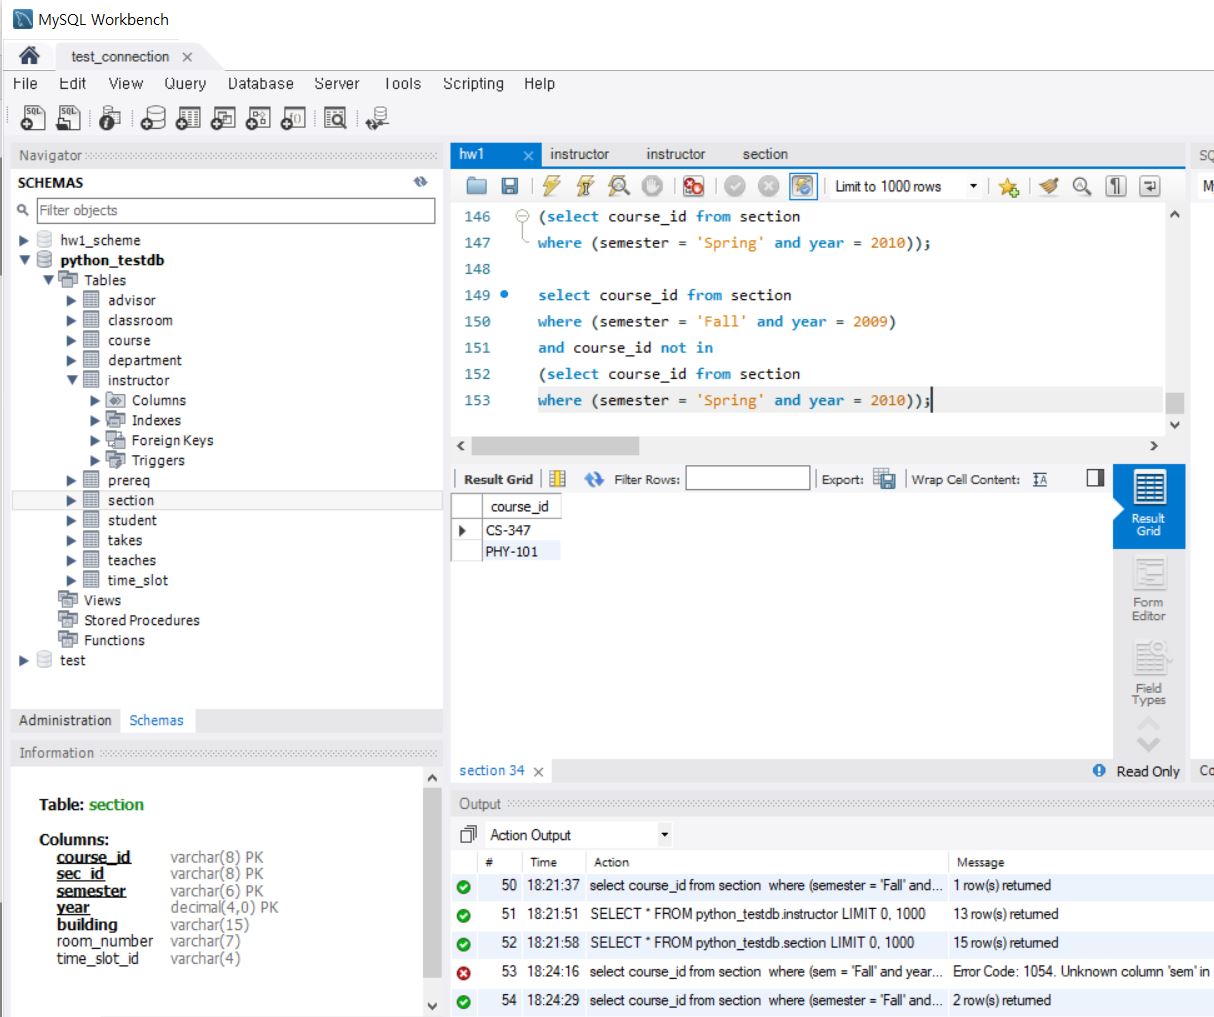 MySQL Workbench
test_connection
File Edit View Query Database Server Tools Scripting Help
Navigator
SCHEMAS
Filter objects
hw1_scheme
python_testdb
Tables
advisor
classroom
course
department
instructor
Columns
Indexes
Foreign Keys
Triggers
prereq
section
student
takes
teaches
time_slot
Views
Stored Procedures
Functions
test
Administration Schemas
Information
Table: section
Columns:
course_id varchar(8) PK
sec_id varchar(8) PK
semester varchar(6) PK
year decimal(4,0) PK
building varchar(15)
room_number varchar(7)
time_slot_id varchar(4)
hw1 instructor instructor section
Limit to 1000 rows
146 (select course_id from section
147 where (semester = 'Spring' and year = 2010));
148
149 select course_id from section
150 where (semester = 'Fall' and year = 2009)
151 and course_id not in
152 (select course_id from section
153 where (semester = 'Spring' and year = 2010));
Result Grid Filter Rows: Export: Wrap Cell Content:
course_id
CS-347
PHY-101
Result
Grid
Form
Editor
Field
Types
section 34 Read Only
Output
Action Output
# Time Action Message
50 18:21:37 select course_id from section where (semester = 'Fall' and... 1 row(s) returned
51 18:21:51 SELECT * FROM python_testdb.instructor LIMIT 0, 1000 13 row(s) returned
52 18:21:58 SELECT * FROM python_testdb.section LIMIT 0, 1000 15 row(s) returned
53 18:24:16 select course_id from section where (sem = 'Fall' and year... Error Code: 1054. Unknown column 'sem' in
54 18:24:29 select course_id from section where (semester = 'Fall' and... 2 row(s) returned